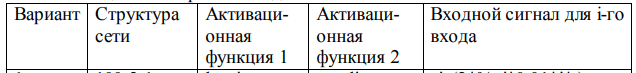 Вариант Структура сети Активаци-онная функция 1 Активаци-онная функция 2 Входной сигнал для i-го входа